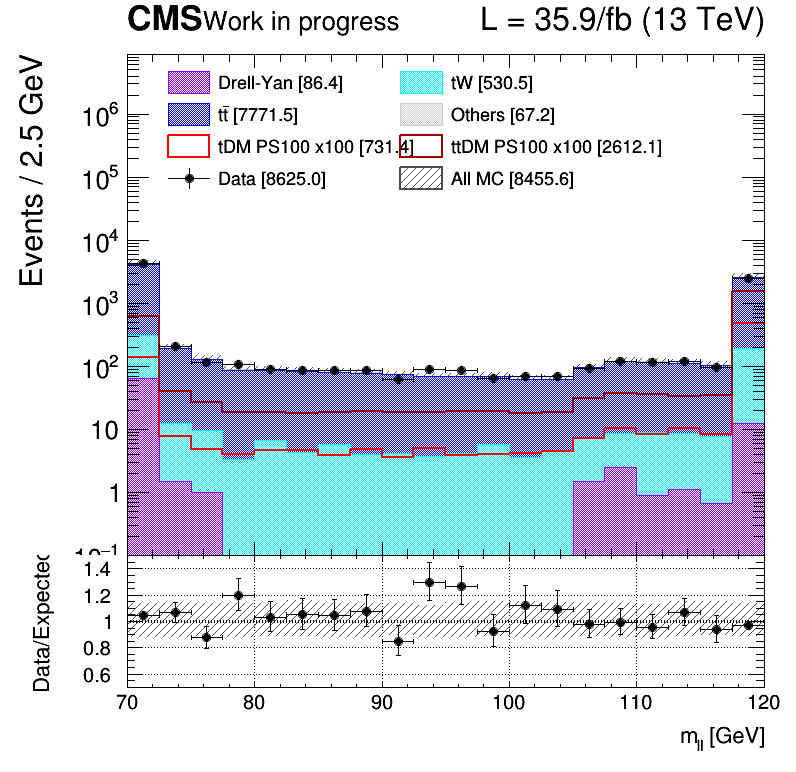 CMS Work in progress L = 35.9/fb (13 TeV)
Events / 2.5 GeV
Drell-Yan [86.4] tW [530.5]
tt̄ [7771.5] Others [67.2]
tDM PS100 x100 [731.4] ttDM PS100 x100 [2612.1]
Data [8625.0] All MC [8455.6]
10⁶
10⁵
10⁴
10³
10²
10
1
10⁻¹
Data/Expected
1.4
1.2
1
0.8
0.6
70 80 90 100 110 120
m_ll [GeV]